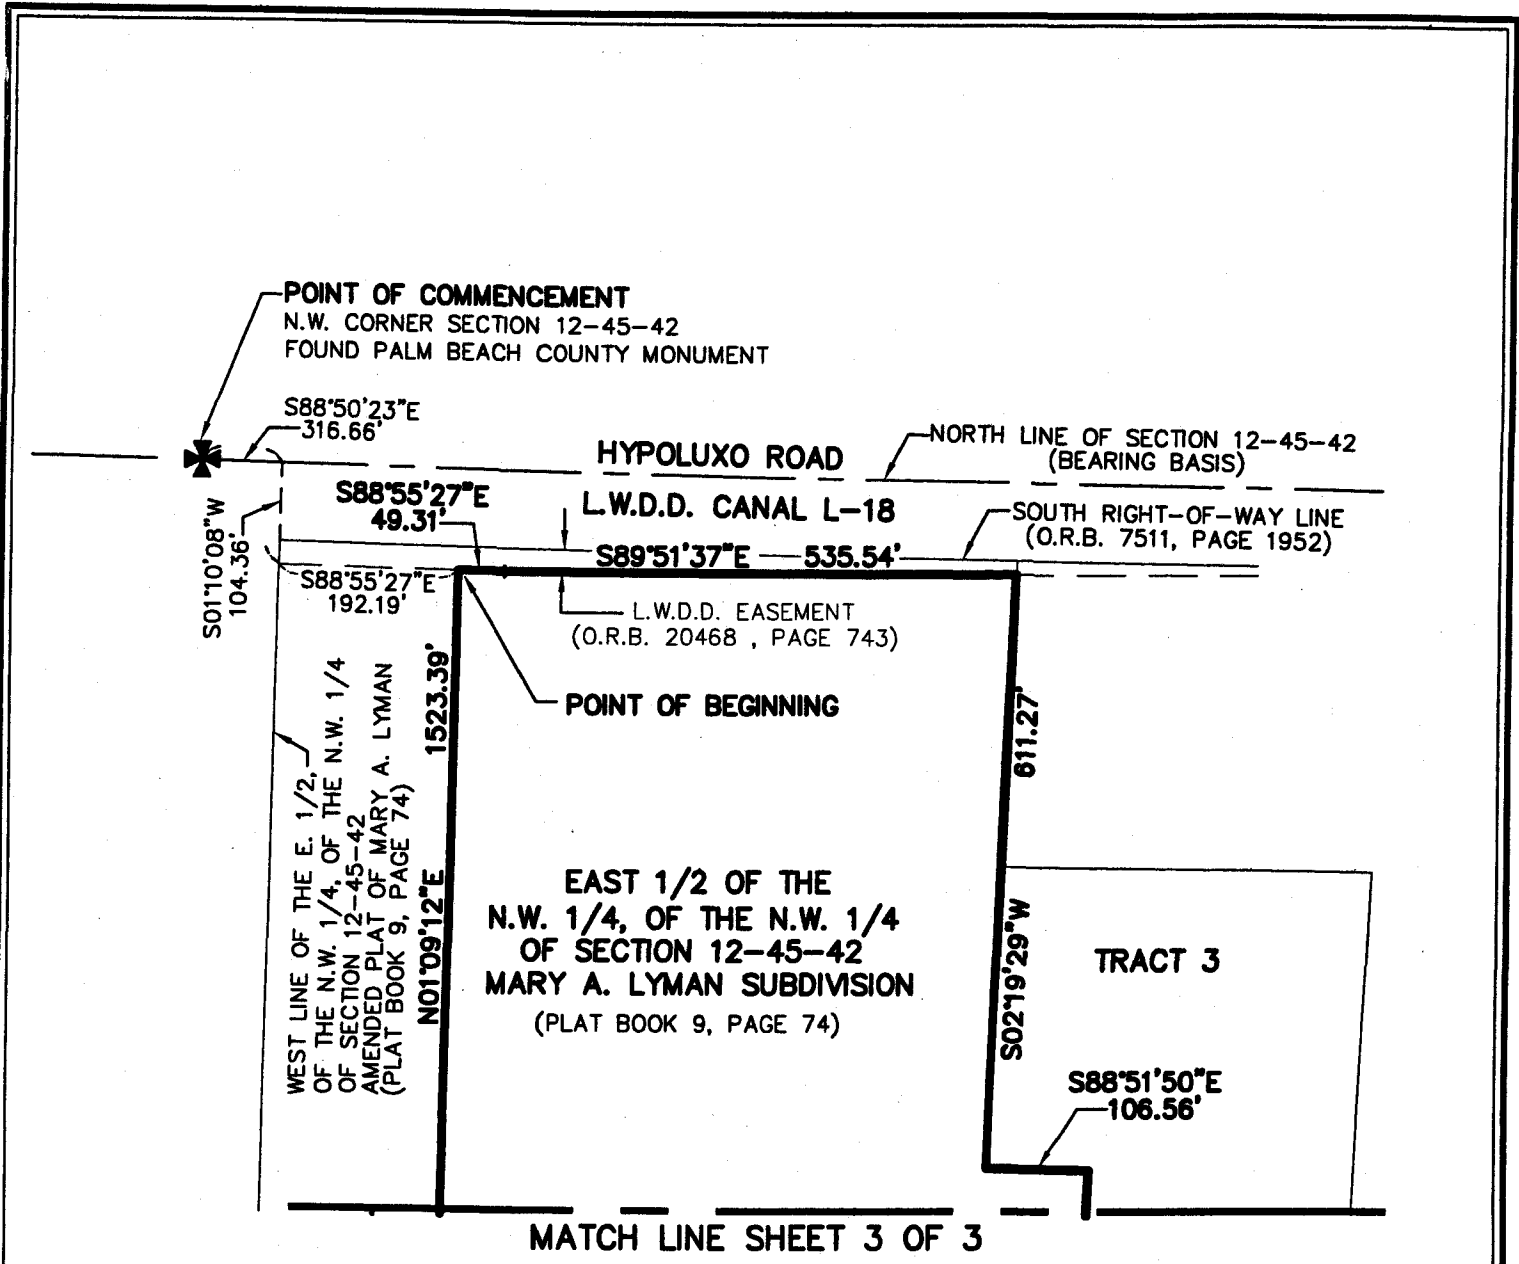 POINT OF COMMENCEMENT
N.W. CORNER SECTION 12-45-42
FOUND PALM BEACH COUNTY MONUMENT
S88°50'23"E
316.66'
HYPOLUXO ROAD
NORTH LINE OF SECTION 12-45-42
(BEARING BASIS)
S88°55'27"E
49.31'
L.W.D.D. CANAL L-18
SOUTH RIGHT-OF-WAY LINE
(O.R.B. 7511, PAGE 1952)
S01°10'08"W
104.36'
S89°51'37"E 535.54'
S88°55'27"E
192.19'
L.W.D.D. EASEMENT
(O.R.B. 20468 , PAGE 743)
POINT OF BEGINNING
1523.39'
N01°09'12"E
611.27'
S02°19'29"W
WEST LINE OF THE E. 1/2,
OF THE N.W. 1/4, OF THE N.W. 1/4
OF SECTION 12-45-42
AMENDED PLAT OF MARY A. LYMAN
(PLAT BOOK 9, PAGE 74)
EAST 1/2 OF THE
N.W. 1/4, OF THE N.W. 1/4
OF SECTION 12-45-42
MARY A. LYMAN SUBDIVISION
(PLAT BOOK 9, PAGE 74)
TRACT 3
S88°51'50"E
106.56'
MATCH LINE SHEET 3 OF 3